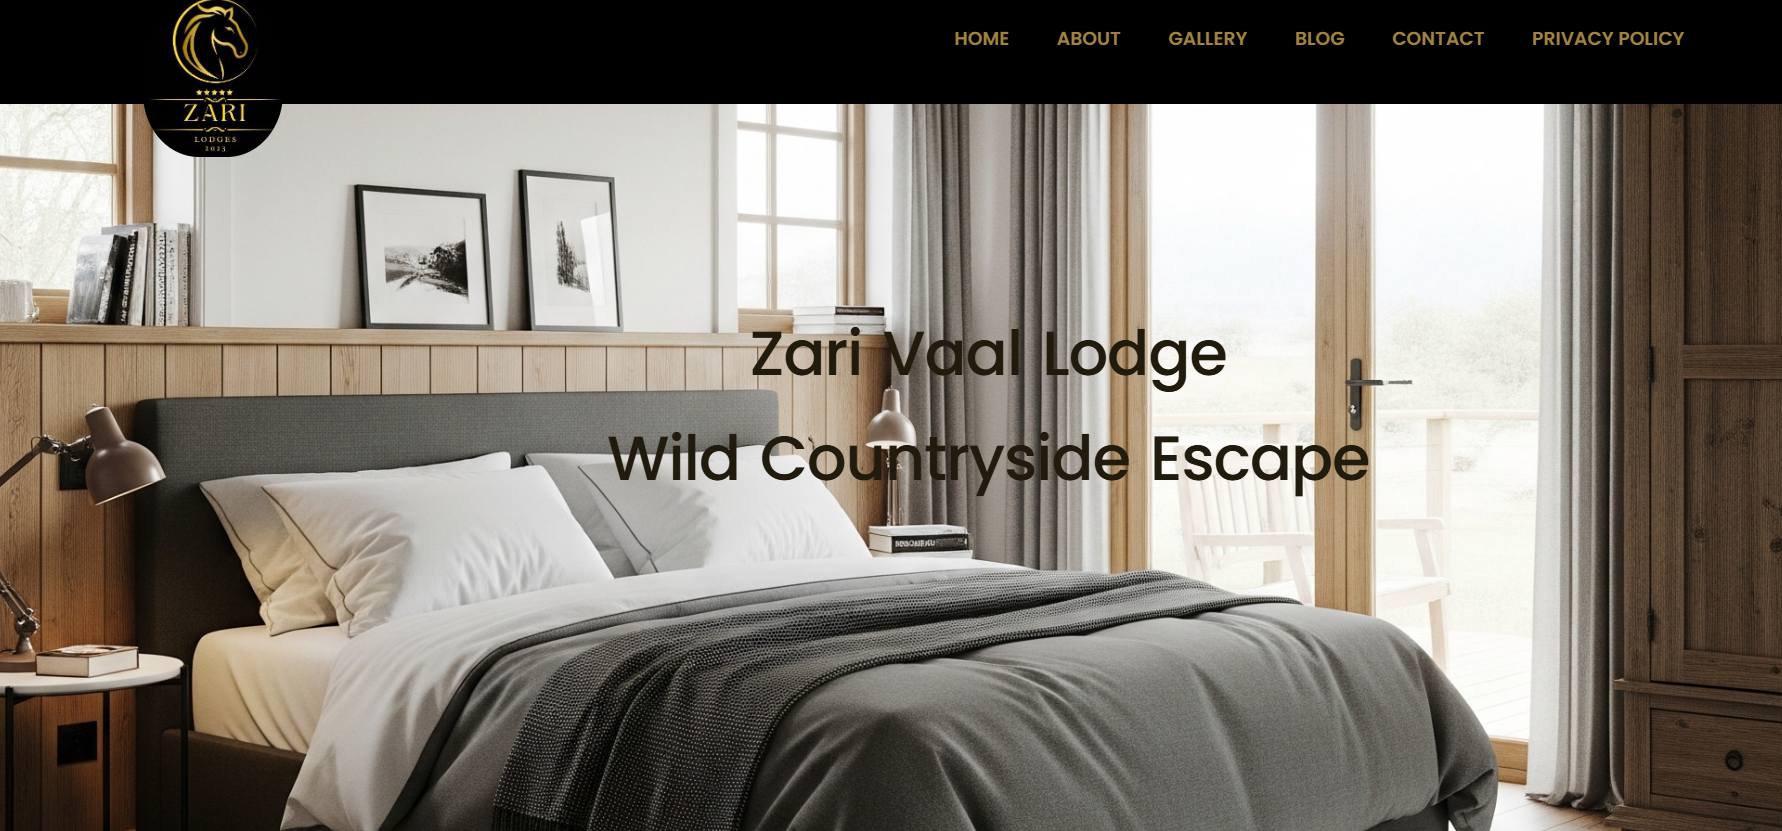 HOME ABOUT GALLERY BLOG CONTACT PRIVACY POLICY
ZARI
LODGES
2023
Zari Vaal Lodge
Wild Countryside Escape